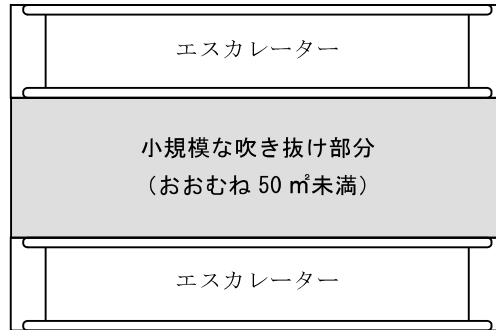 エスカレーター
小規模な吹き抜け部分
（おおむね 50 ㎡未満）
エスカレーター